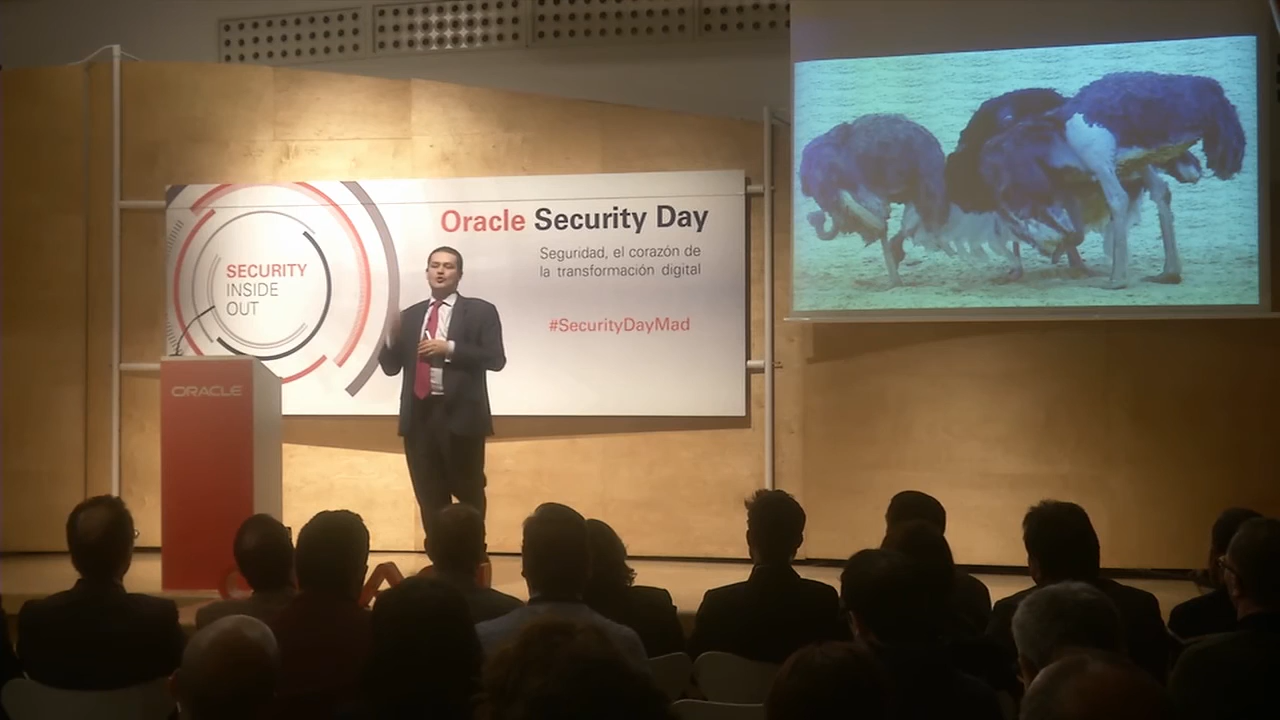 Oracle Security Day
Seguridad, el corazón de
la transformación digital
#SecurityDayMad
SECURITY
INSIDE
OUT
ORACLE